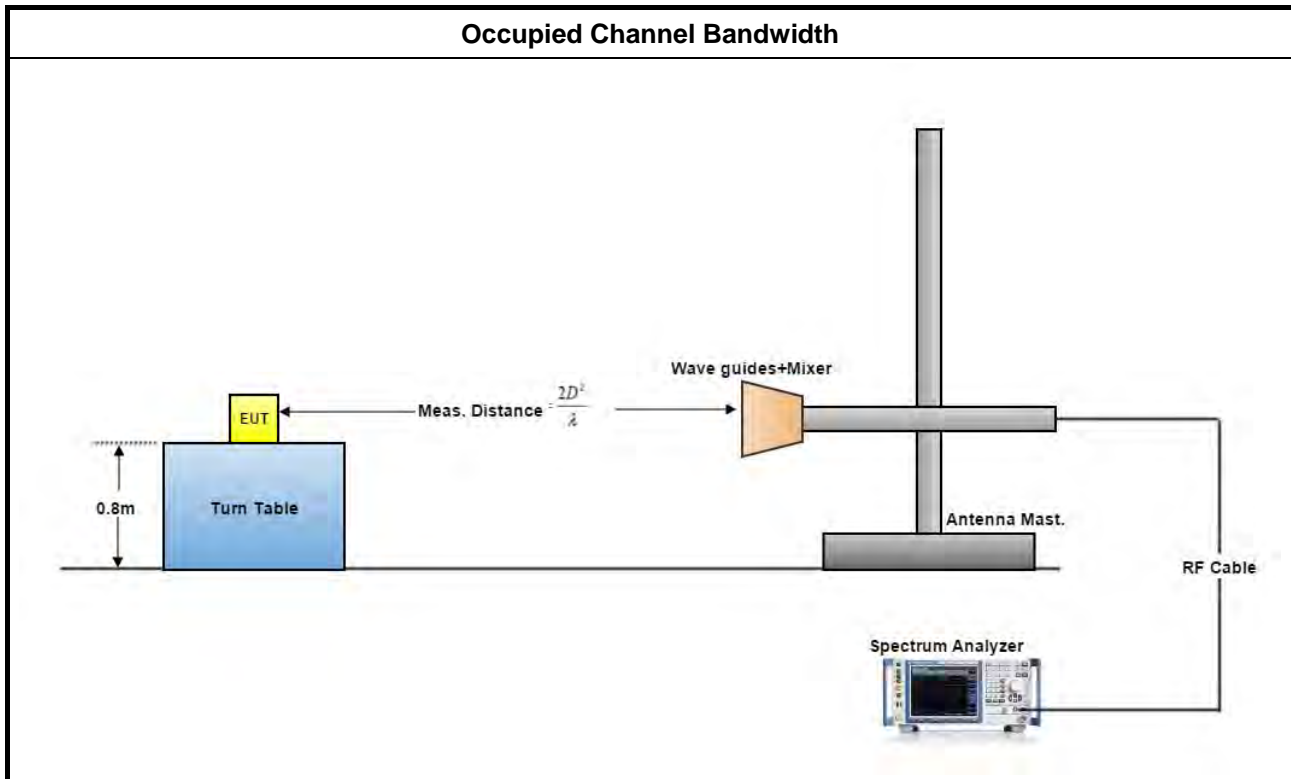 Occupied Channel Bandwidth
Wave guides+Mixer
EUT
Meas. Distance = 2D²/λ
0.8m
Turn Table
Antenna Mast.
RF Cable
Spectrum Analyzer